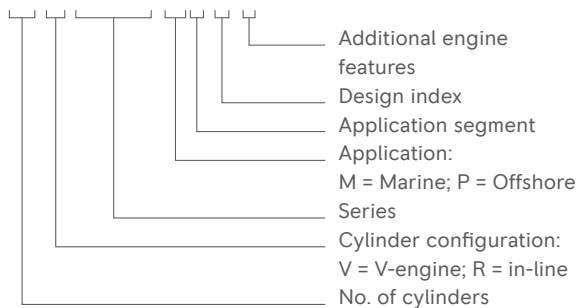 Additional engine
features
Design index
Application segment
Application:
M = Marine; P = Offshore
Series
Cylinder configuration:
V = V-engine; R = in-line
No. of cylinders